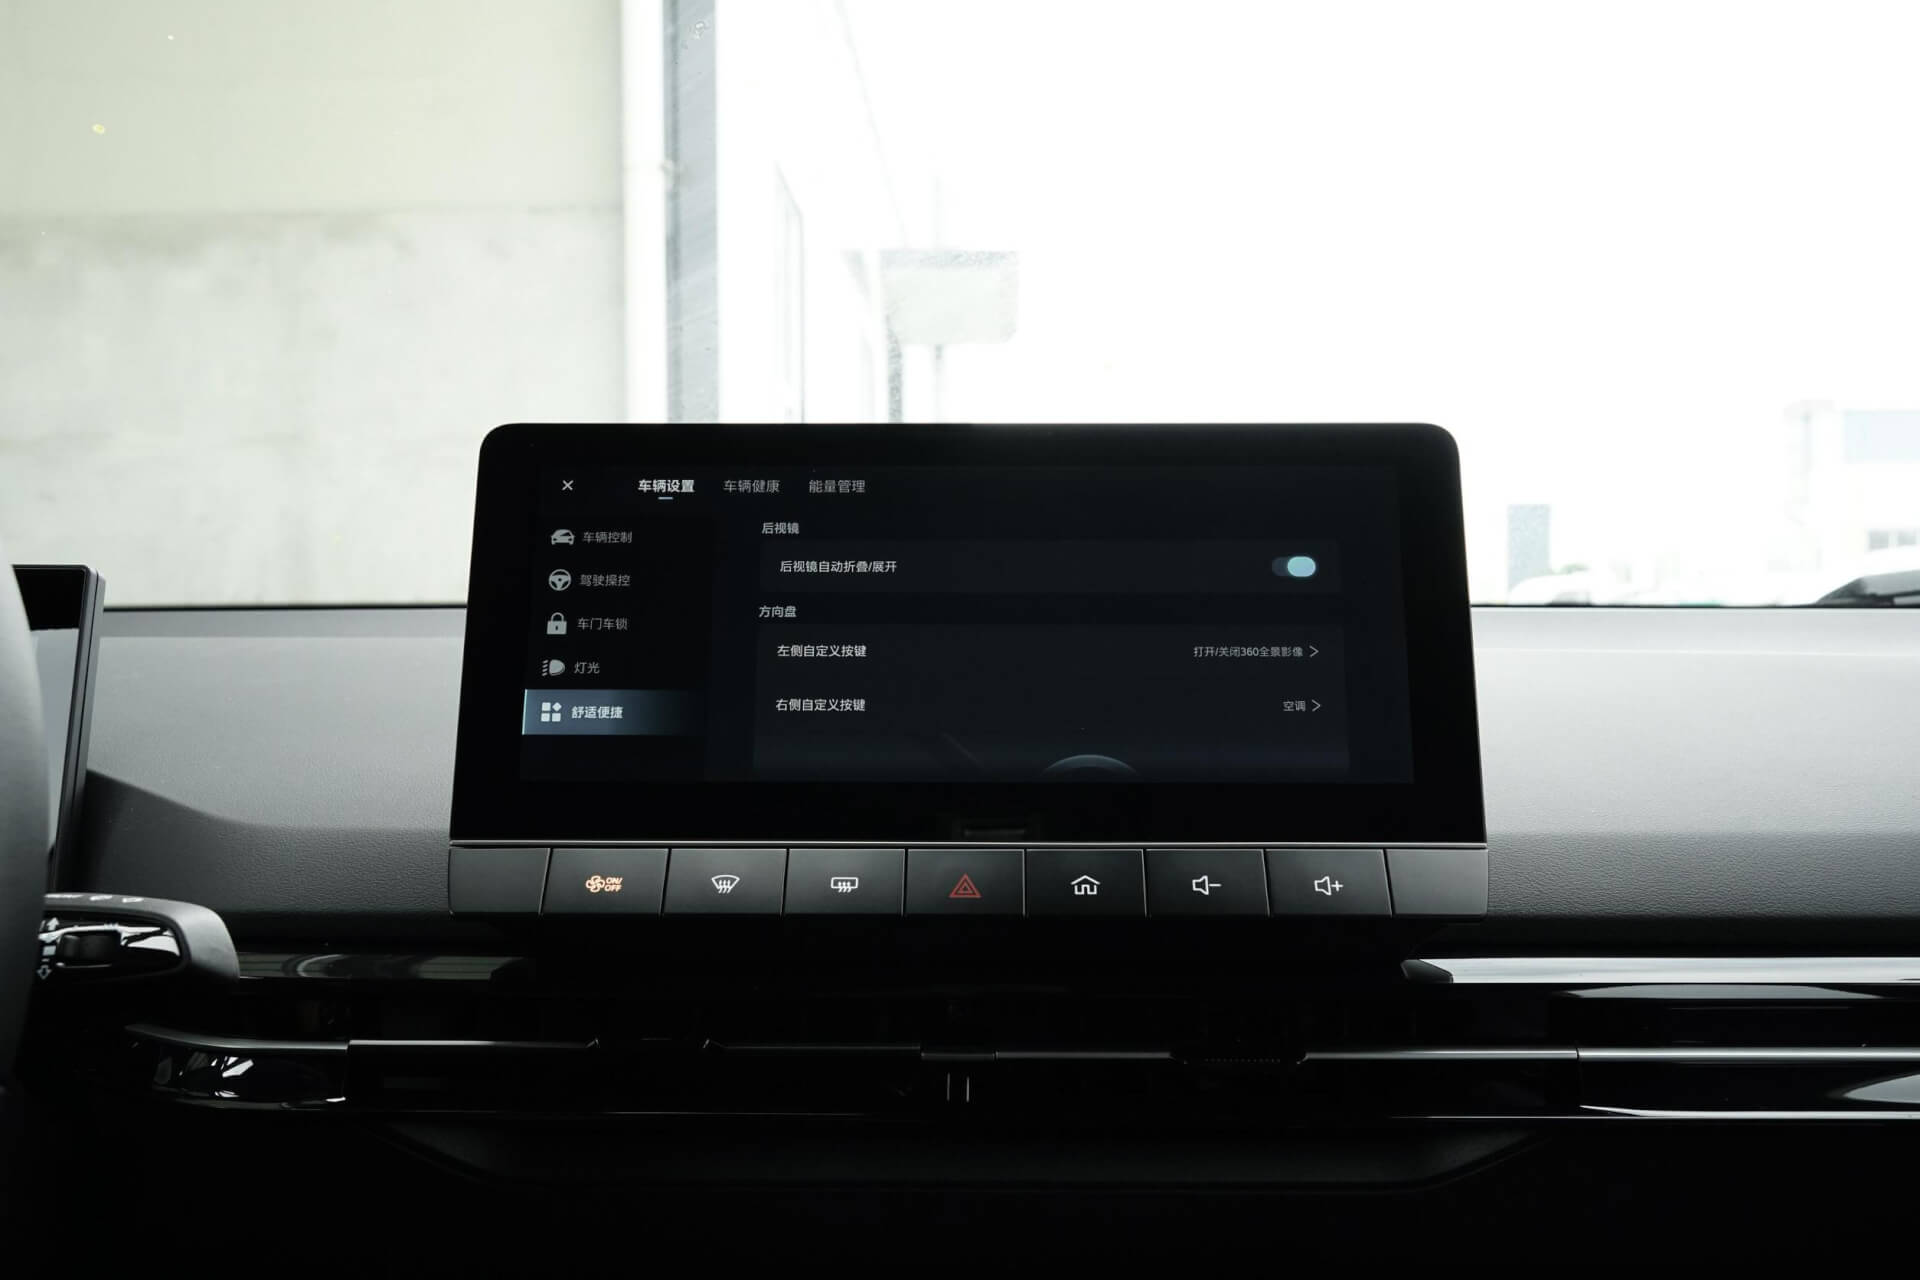 车辆设置 车辆健康 能量管理
车辆控制
驾驶操控
车门车锁
灯光
舒适便捷
后视镜
后视镜自动折叠/展开
方向盘
左侧自定义按键 打开/关闭360全景影像
右侧自定义按键 空调
ON/
OFF